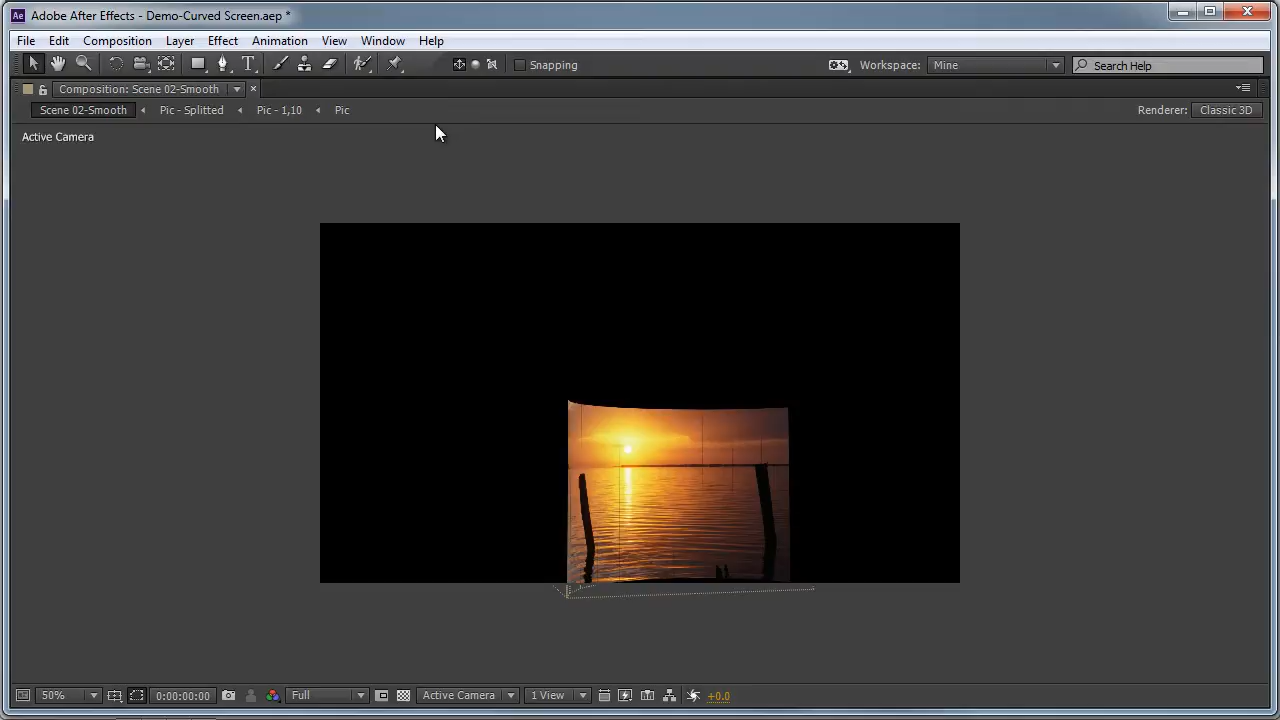 Ae Adobe After Effects - Demo-Curved Screen.aep *
File Edit Composition Layer Effect Animation View Window Help
T Snapping Workspace: Mine Search Help
Composition: Scene 02-Smooth
Scene 02-Smooth Pic - Splitted Pic - 1,10 Pic Renderer: Classic 3D
Active Camera
50% 0:00:00:00 Full Active Camera 1 View +0.0